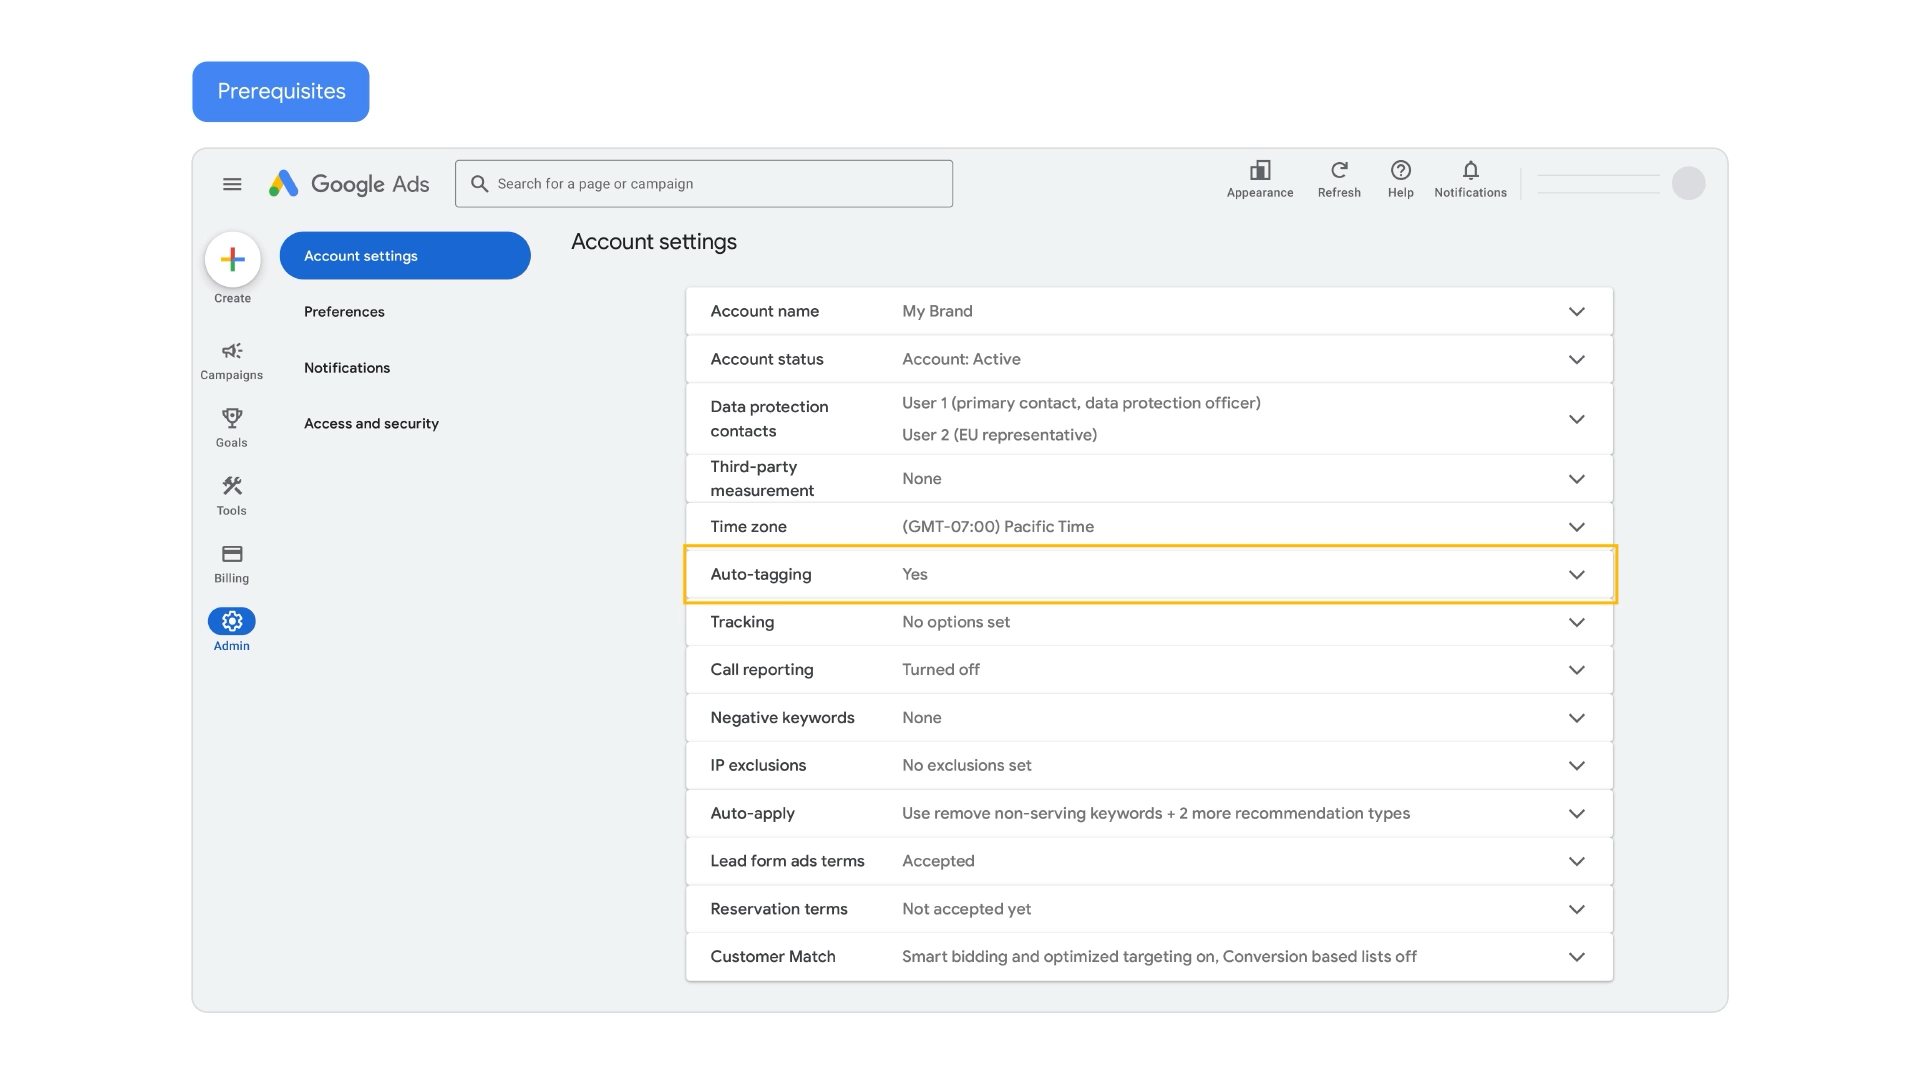 Prerequisites
Google Ads
Search for a page or campaign
Appearance
Refresh
Help
Notifications
Create
Campaigns
Goals
Tools
Billing
Admin
Account settings
Preferences
Notifications
Access and security
Account settings
Account name My Brand
Account status Account: Active
Data protection
contacts
User 1 (primary contact, data protection officer)
User 2 (EU representative)
Third-party
measurement
None
Time zone (GMT-07:00) Pacific Time
Auto-tagging Yes
Tracking No options set
Call reporting Turned off
Negative keywords None
IP exclusions No exclusions set
Auto-apply Use remove non-serving keywords + 2 more recommendation types
Lead form ads terms Accepted
Reservation terms Not accepted yet
Customer Match Smart bidding and optimized targeting on, Conversion based lists off